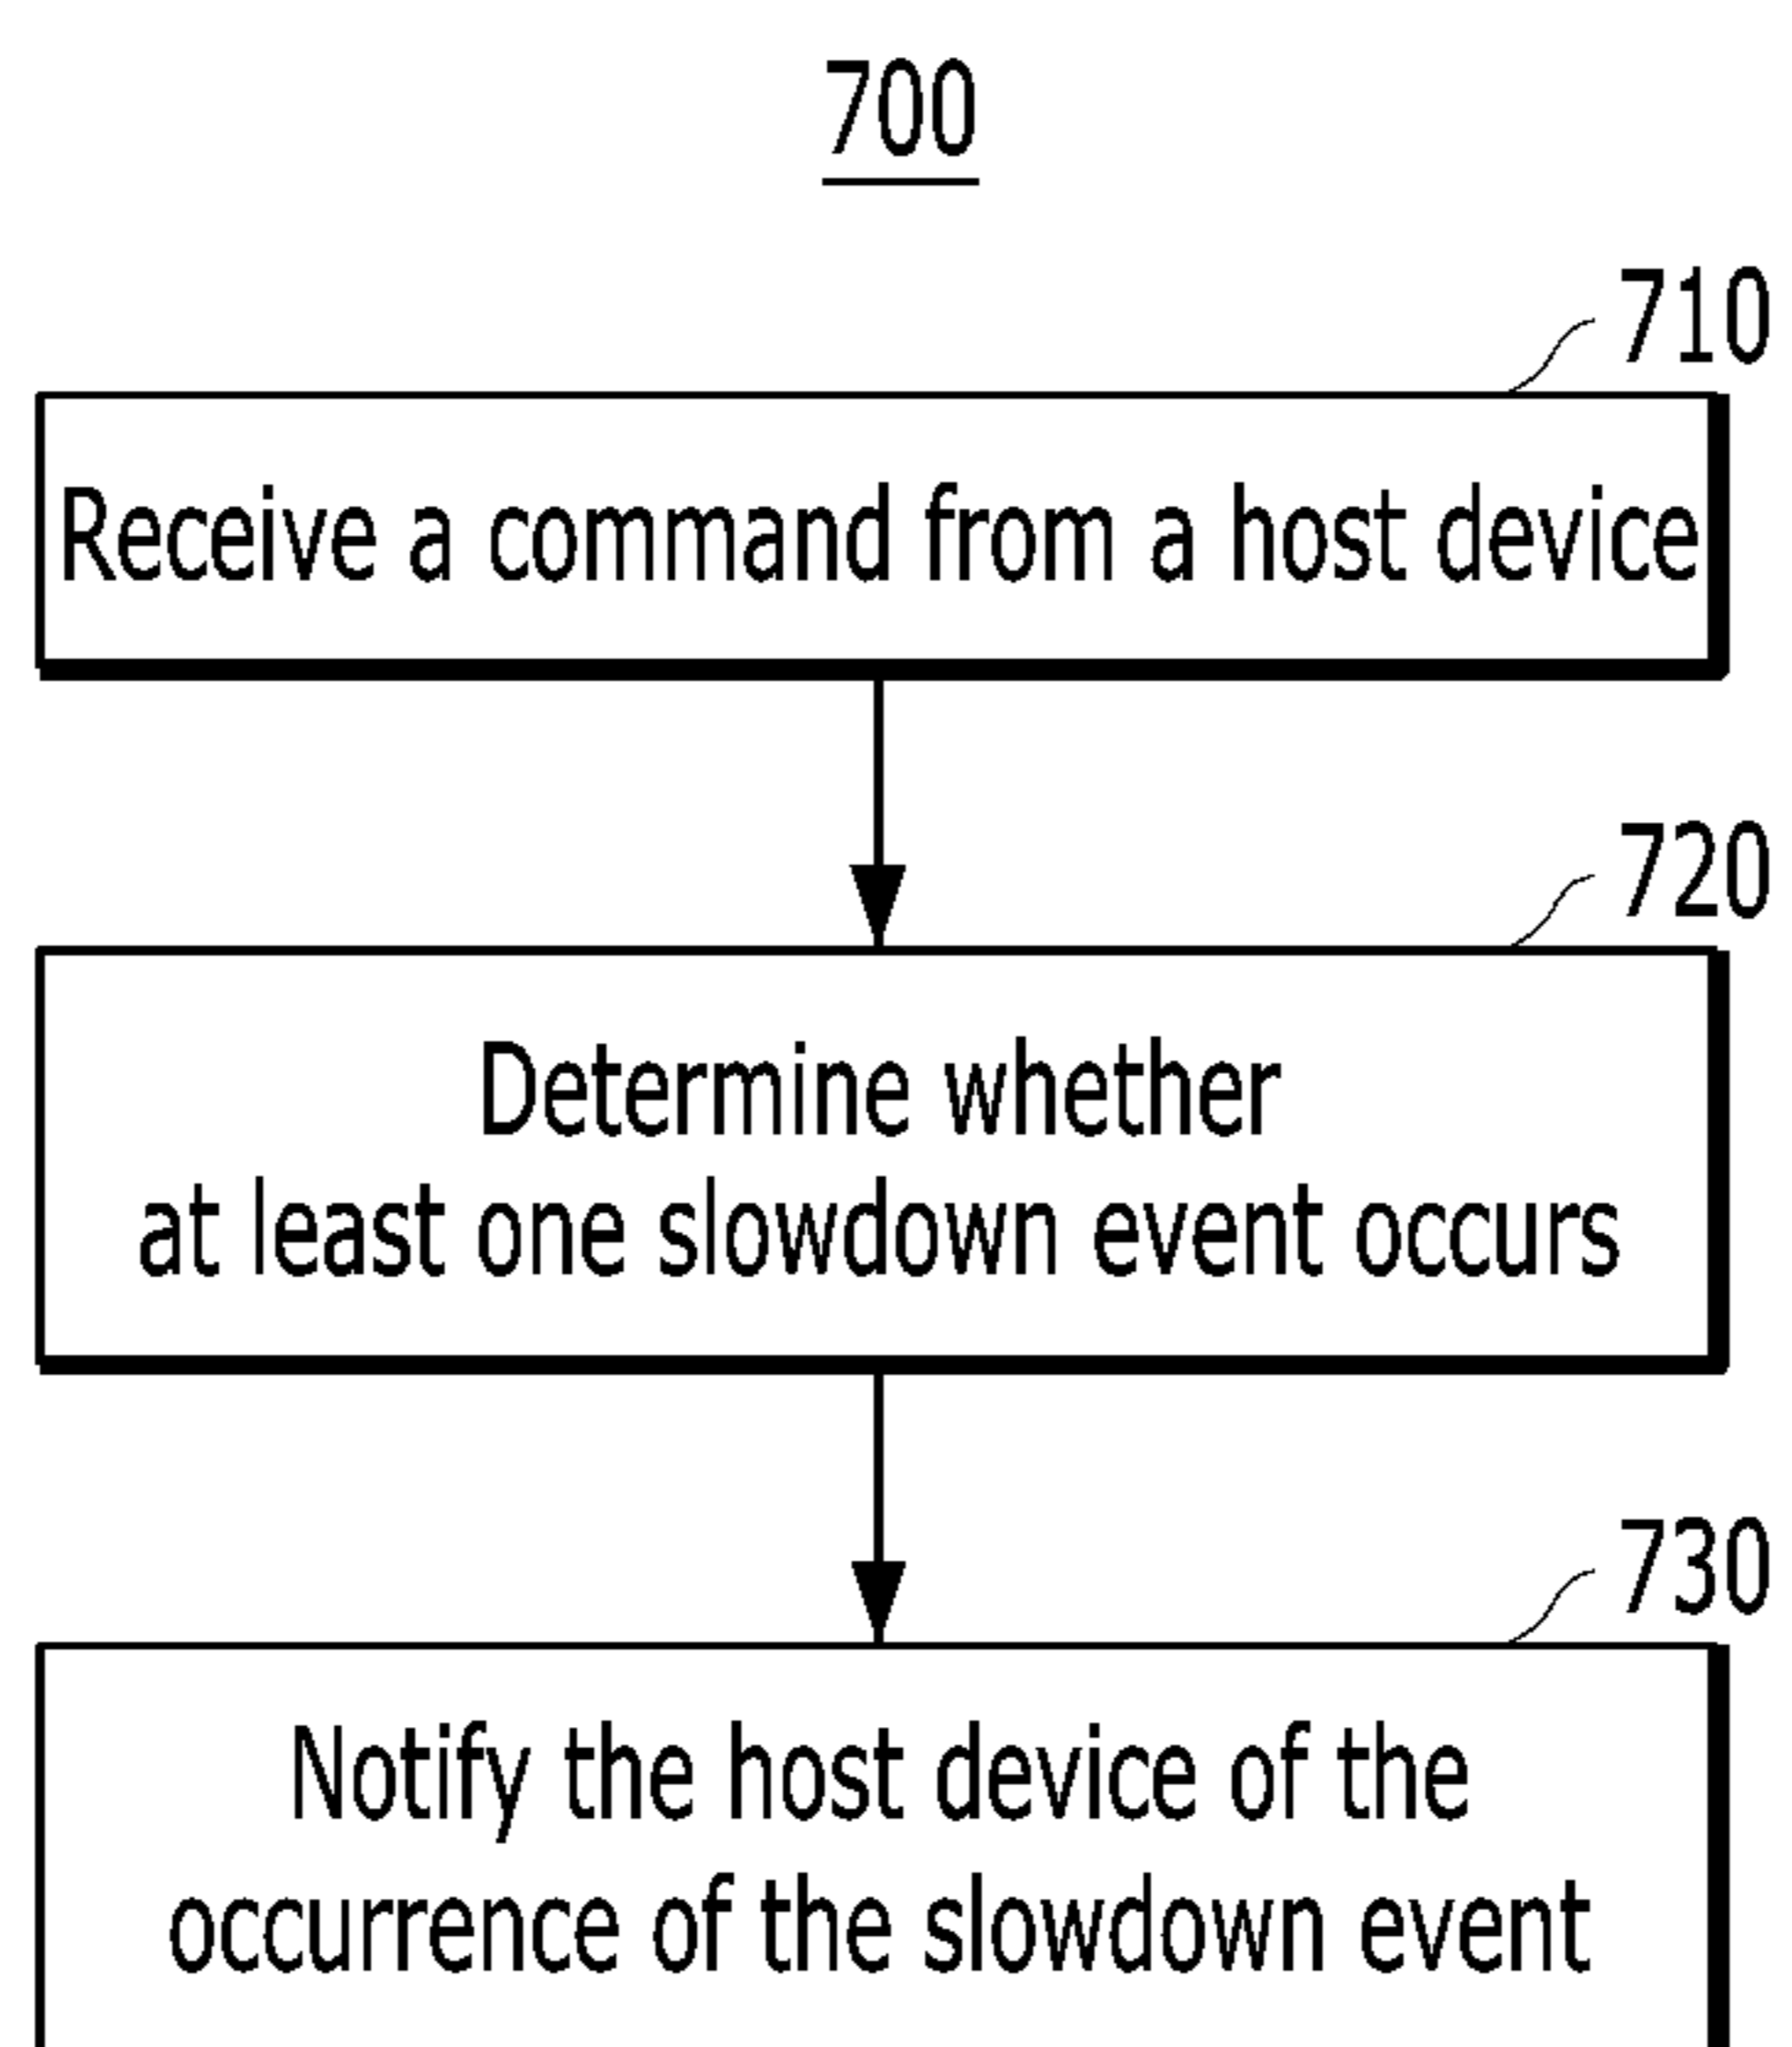 700
710
Receive a command from a host device
720
Determine whether
at least one slowdown event occurs
730
Notify the host device of the
occurrence of the slowdown event